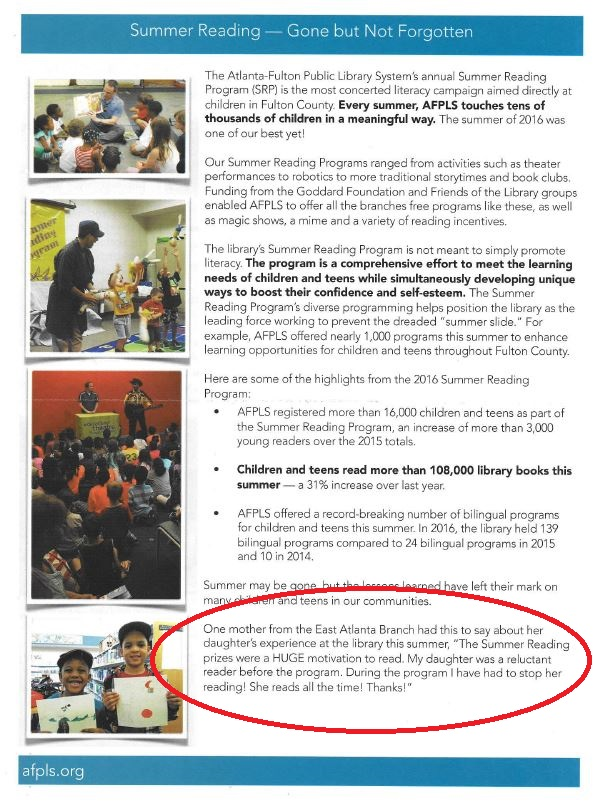 Summer Reading — Gone but Not Forgotten
The Atlanta-Fulton Public Library System's annual Summer Reading
Program (SRP) is the most concerted literacy campaign aimed directly at
children in Fulton County. Every summer, AFPLS touches tens of
thousands of children in a meaningful way. The summer of 2016 was
one of our best yet!
Our Summer Reading Programs ranged from activities such as theater
performances to robotics to more traditional storytimes and book clubs.
Funding from the Goddard Foundation and Friends of the Library groups
enabled AFPLS to offer all the branches free programs like these, as well
as magic shows, a mime and a variety of reading incentives.
The library's Summer Reading Program is not meant to simply promote
literacy. The program is a comprehensive effort to meet the learning
needs of children and teens while simultaneously developing unique
ways to boost their confidence and self-esteem. The Summer
Reading Program's diverse programming helps position the library as the
leading force working to prevent the dreaded "summer slide." For
example, AFPLS offered nearly 1,000 programs this summer to enhance
learning opportunities for children and teens throughout Fulton County.
Here are some of the highlights from the 2016 Summer Reading
Program:
• AFPLS registered more than 16,000 children and teens as part of
the Summer Reading Program, an increase of more than 3,000
young readers over the 2015 totals.
• Children and teens read more than 108,000 library books this
summer — a 31% increase over last year.
• AFPLS offered a record-breaking number of bilingual programs
for children and teens this summer. In 2016, the library held 139
bilingual programs compared to 24 bilingual programs in 2015
and 10 in 2014.
Summer may be gone, but the lessons learned have left their mark on
many children and teens in our communities.
One mother from the East Atlanta Branch had this to say about her
daughter's experience at the library this summer, "The Summer Reading
prizes were a HUGE motivation to read. My daughter was a reluctant
reader before the program. During the program I have had to stop her
reading! She reads all the time! Thanks!"
afpls.org